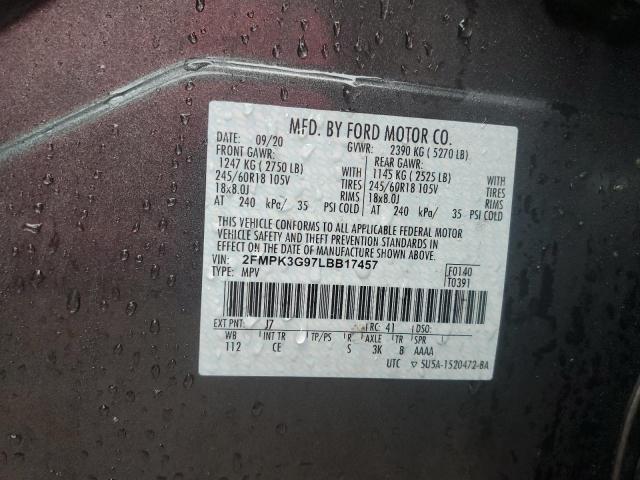 MFD. BY FORD MOTOR CO.
DATE: 09/20 GVWR: 2390 KG ( 5270 LB)
FRONT GAWR: REAR GAWR:
1247 KG ( 2750 LB) WITH 1145 KG ( 2525 LB) WITH
245/60R18 105V TIRES 245/60R18 105V TIRES
18x8.0J RIMS 18x8.0J RIMS
AT 240 kPa/ 35 PSI COLD AT 240 kPa/ 35 PSI COLD
THIS VEHICLE CONFORMS TO ALL APPLICABLE FEDERAL MOTOR
VEHICLE SAFETY AND THEFT PREVENTION STANDARDS IN
EFFECT ON THE DATE OF MANUFACTURE SHOWN ABOVE.
VIN: 2FMPK3G97LBB17457 F0140
TYPE: MPV T0391
EXT PNT: J7 RC: 41 DSO:
WB INT TR TP/PS R AXLE TR SPR
112 CE S 3K B AAAA
UTC ▽ 5U5A-1520472-BA